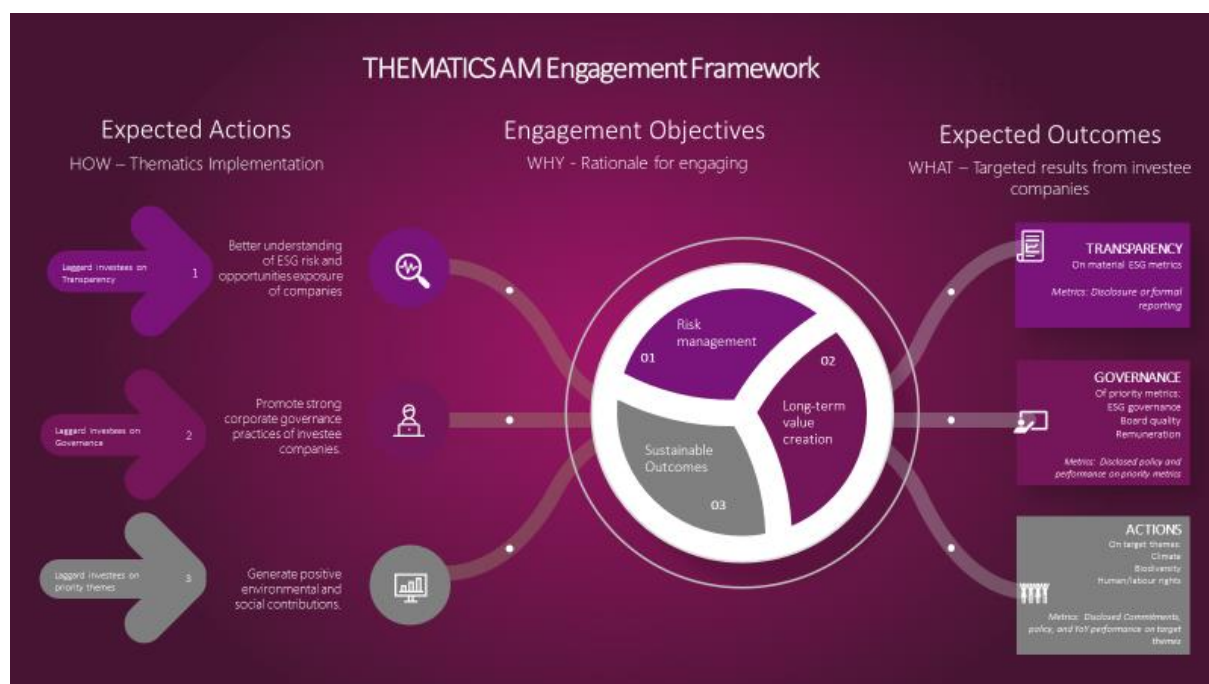 THEMATICS AM Engagement Framework
Expected Actions
HOW – Thematics Implementation
Laggard investees on
Transparency
1
Better understanding
of ESG risk and
opportunities exposure
of companies
Laggard investees on
Governance
2
Promote strong
corporate governance
practices of investee
companies.
Laggard investees on
priority themes
3
Generate positive
environmental and
social contributions.
Engagement Objectives
WHY - Rationale for engaging
Risk
management
01
02
Long-term
value
creation
Sustainable
Outcomes
03
Expected Outcomes
WHAT – Targeted results from investee
companies
TRANSPARENCY
On material ESG metrics
Metrics: Disclosure or formal
reporting
GOVERNANCE
Of priority metrics:
ESG governance
Board quality
Remuneration
Metrics: Disclosed policy and
performance on priority metrics
ACTIONS
On target themes:
Climate
Biodiversity
Human/labour rights
Metrics: Disclosed Commitments,
policy, and YoY performance on target
themes